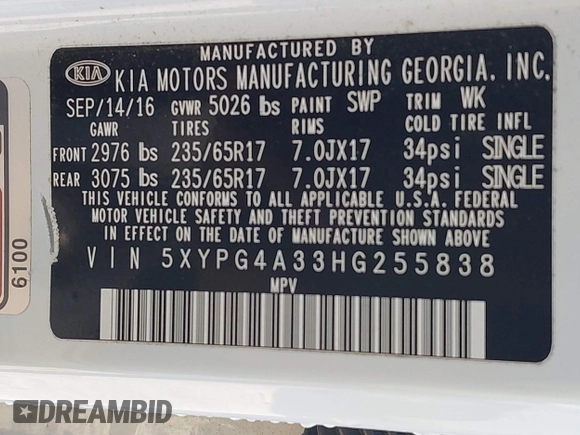 MANUFACTURED BY
KIA KIA MOTORS MANUFACTURING GEORGIA, INC.
SEP/14/16 GVWR 5026 lbs PAINT SWP TRIM WK
GAWR TIRES RIMS COLD TIRE INFL
FRONT 2976 lbs 235/65R17 7.0JX17 34psi SINGLE
REAR 3075 lbs 235/65R17 7.0JX17 34psi SINGLE
THIS VEHICLE CONFORMS TO ALL APPLICABLE U.S.A. FEDERAL
MOTOR VEHICLE SAFETY AND THEFT PREVENTION STANDARDS
IN EFFECT ON THE DATE OF MANUFACTURE SHOWN ABOVE.
VIN 5XYPG4A33HG255838
MPV
6100
DREAMBID